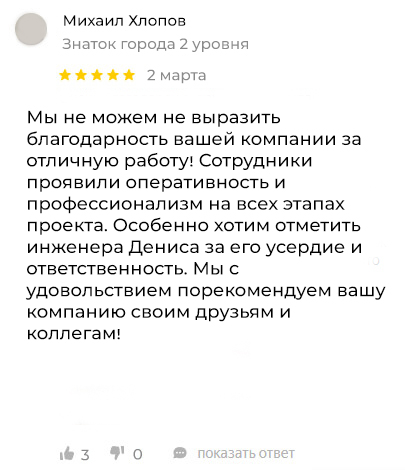 Михаил Хлопов
Знаток города 2 уровня
2 марта
Мы не можем не выразить
благодарность вашей компании за
отличную работу! Сотрудники
проявили оперативность и
профессионализм на всех этапах
проекта. Особенно хотим отметить
инженера Дениса за его усердие и
ответственность. Мы с
удовольствием порекомендуем вашу
компанию своим друзьям и
коллегам!
3 0 показать ответ